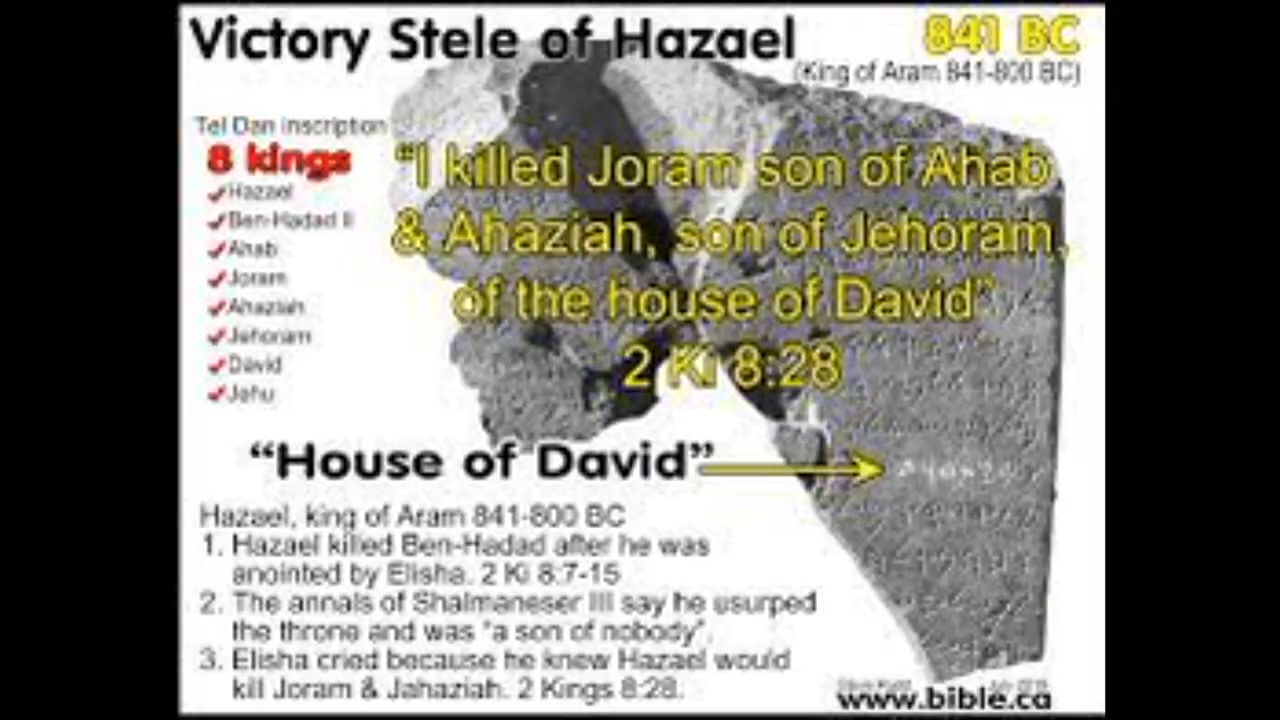 Victory Stele of Hazael
841 BC
(King of Aram 841-800 BC)
Tel Dan inscription
8 kings
Hazael
Ben-Hadad II
Ahab
Joram
Ahaziah
Jehoram
David
Jehu
"I killed Joram son of Ahab
& Ahaziah, son of Jehoram,
of the house of David"
2 Ki 8:28
"House of David"
Hazael, king of Aram 841-800 BC
1. Hazael killed Ben-Hadad after he was
anointed by Elisha. 2 Ki 8:7-15
2. The annals of Shalmaneser III say he usurped
the throne and was "a son of nobody".
3. Elisha cried because he knew Hazael would
kill Joram & Jahaziah. 2 Kings 8:28.
www.bible.ca